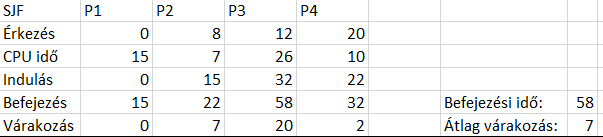 SJF P1 P2 P3 P4
Érkezés 0 8 12 20
CPU idő 15 7 26 10
Indulás 0 15 32 22
Befejezés 15 22 58 32 Befejezési idő: 58
Várakozás 0 7 20 2 Átlag várakozás: 7